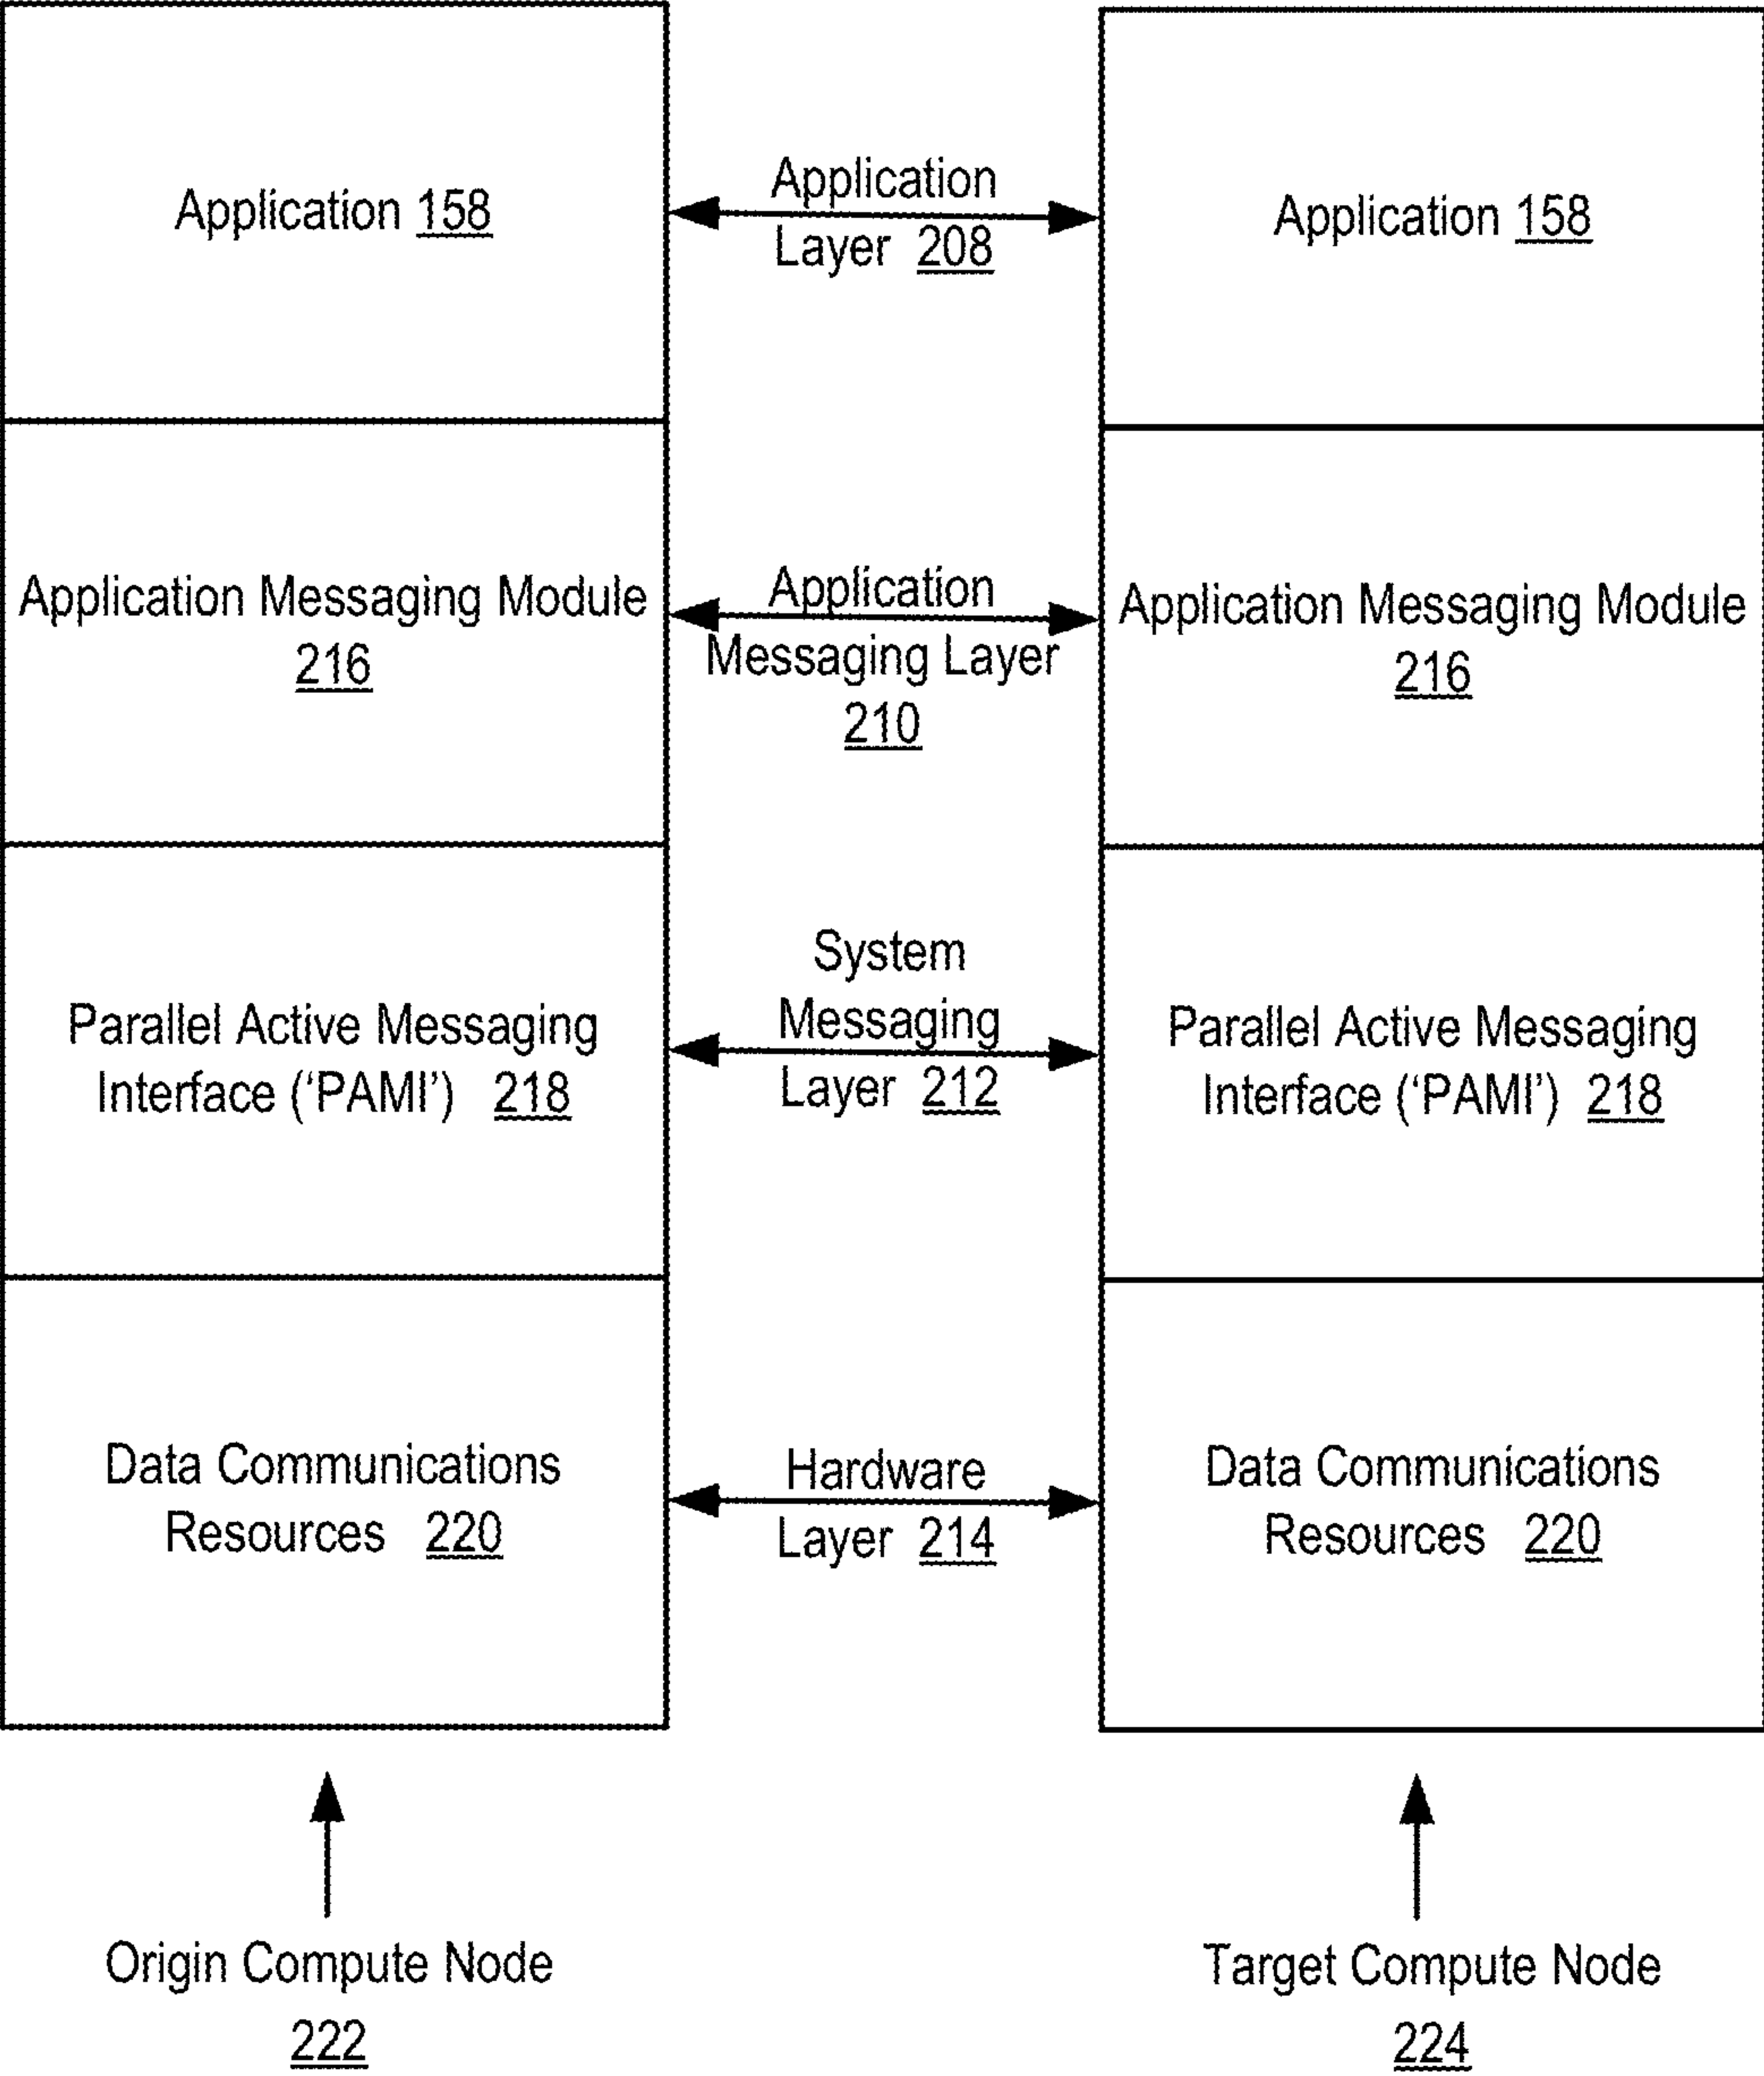 Application 158
Application
Layer 208
Application 158
Application Messaging Module
216
Application
Messaging Layer
210
Application Messaging Module
216
Parallel Active Messaging
Interface (‘PAMI’) 218
System
Messaging
Layer 212
Parallel Active Messaging
Interface (‘PAMI’) 218
Data Communications
Resources 220
Hardware
Layer 214
Data Communications
Resources 220
Origin Compute Node
222
Target Compute Node
224